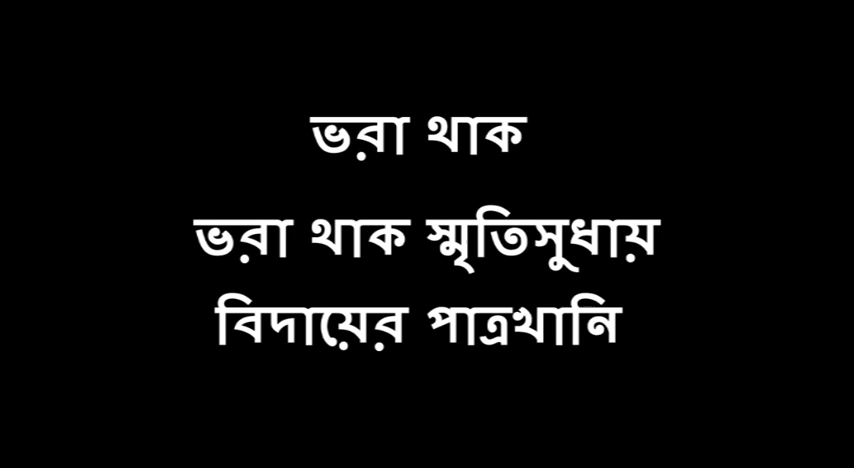 ভরা থাক
ভরা থাক স্মৃতিসুধায়
বিদায়ের পাত্রখানি